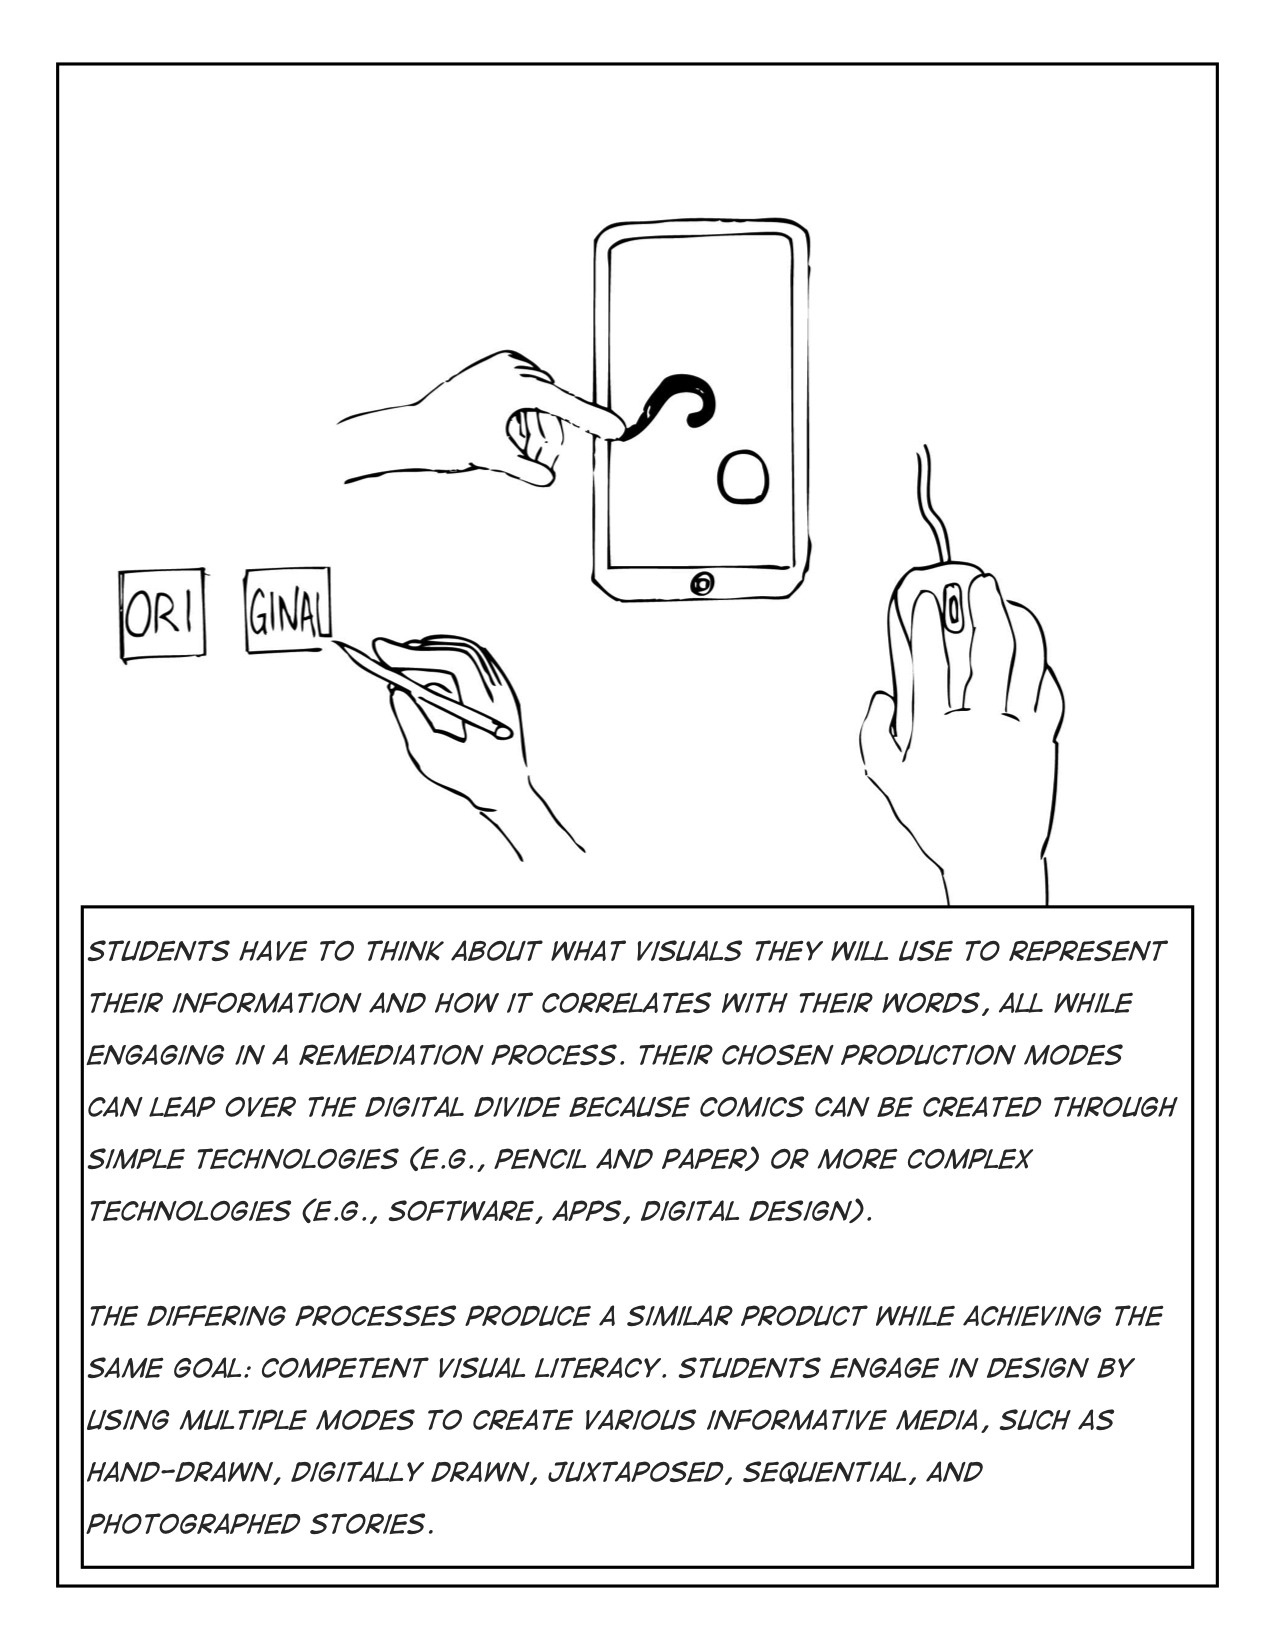 ORI GINAL
STUDENTS HAVE TO THINK ABOUT WHAT VISUALS THEY WILL USE TO REPRESENT
THEIR INFORMATION AND HOW IT CORRELATES WITH THEIR WORDS, ALL WHILE
ENGAGING IN A REMEDIATION PROCESS. THEIR CHOSEN PRODUCTION MODES
CAN LEAP OVER THE DIGITAL DIVIDE BECAUSE COMICS CAN BE CREATED THROUGH
SIMPLE TECHNOLOGIES (E.G., PENCIL AND PAPER) OR MORE COMPLEX
TECHNOLOGIES (E.G., SOFTWARE, APPS, DIGITAL DESIGN).
THE DIFFERING PROCESSES PRODUCE A SIMILAR PRODUCT WHILE ACHIEVING THE
SAME GOAL: COMPETENT VISUAL LITERACY. STUDENTS ENGAGE IN DESIGN BY
USING MULTIPLE MODES TO CREATE VARIOUS INFORMATIVE MEDIA, SUCH AS
HAND-DRAWN, DIGITALLY DRAWN, JUXTAPOSED, SEQUENTIAL, AND
PHOTOGRAPHED STORIES.